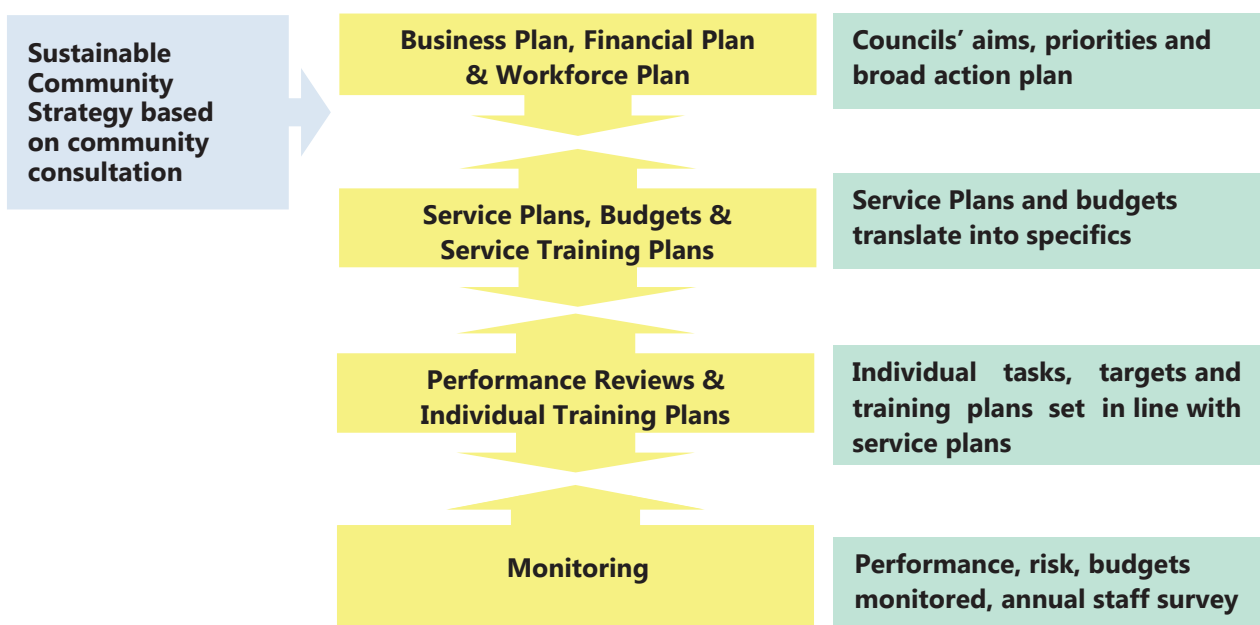 Sustainable
Community
Strategy based
on community
consultation
Business Plan, Financial Plan
& Workforce Plan
Councils’ aims, priorities and
broad action plan
Service Plans, Budgets &
Service Training Plans
Service Plans and budgets
translate into specifics
Performance Reviews &
Individual Training Plans
Individual tasks, targets and
training plans set in line with
service plans
Monitoring
Performance, risk, budgets
monitored, annual staff survey